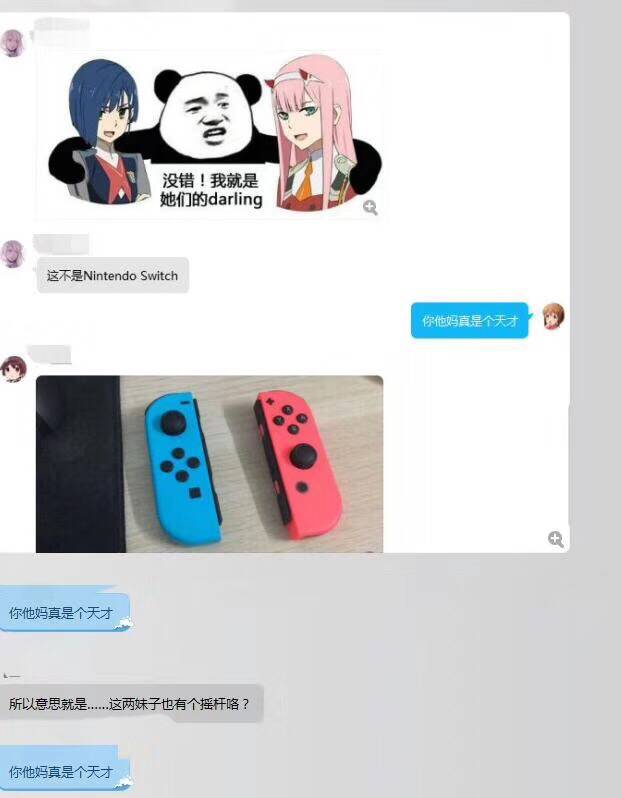 没错！我就是
她们的darling
这不是Nintendo Switch
你他妈真是个天才
你他妈真是个天才
所以意思就是......这两妹子也有个摇杆咯？
你他妈真是个天才